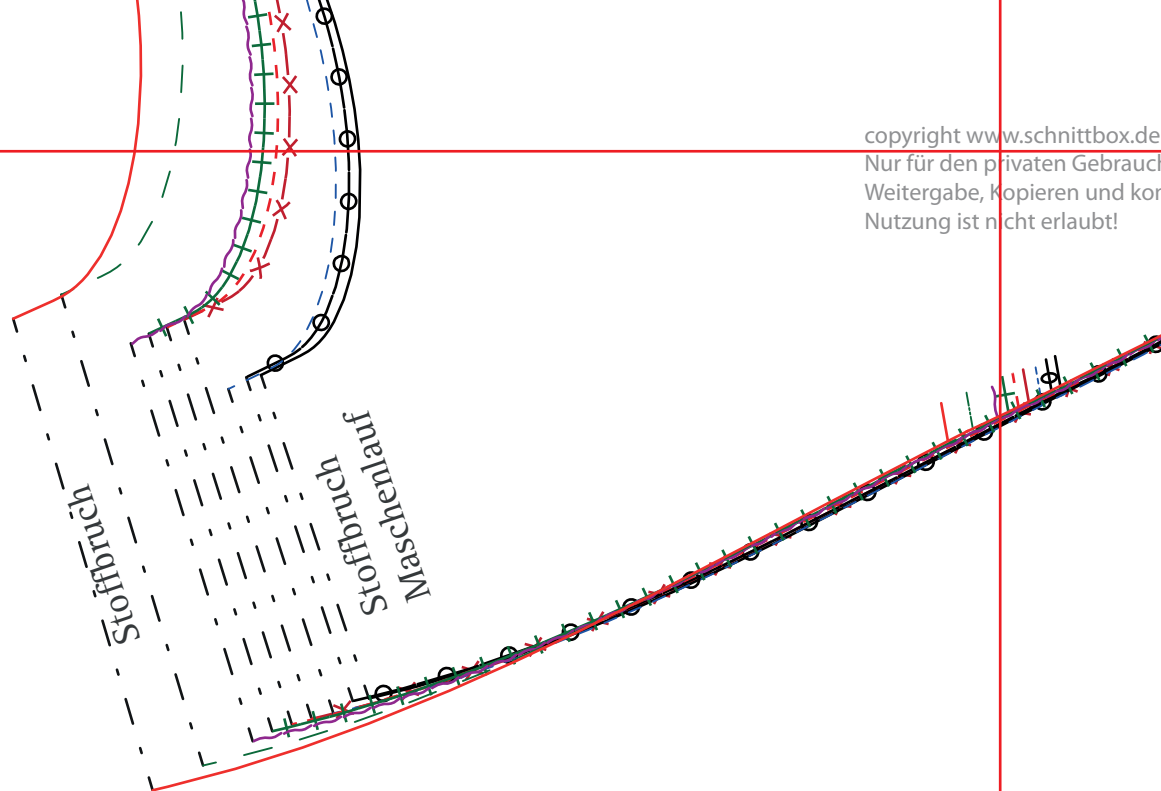 copyright www.schnittbox.de
Nur für den privaten Gebrauch
Weitergabe, Kopieren und kor
Nutzung ist nicht erlaubt!
Stoffbruch
Stoffbruch
Maschenlauf